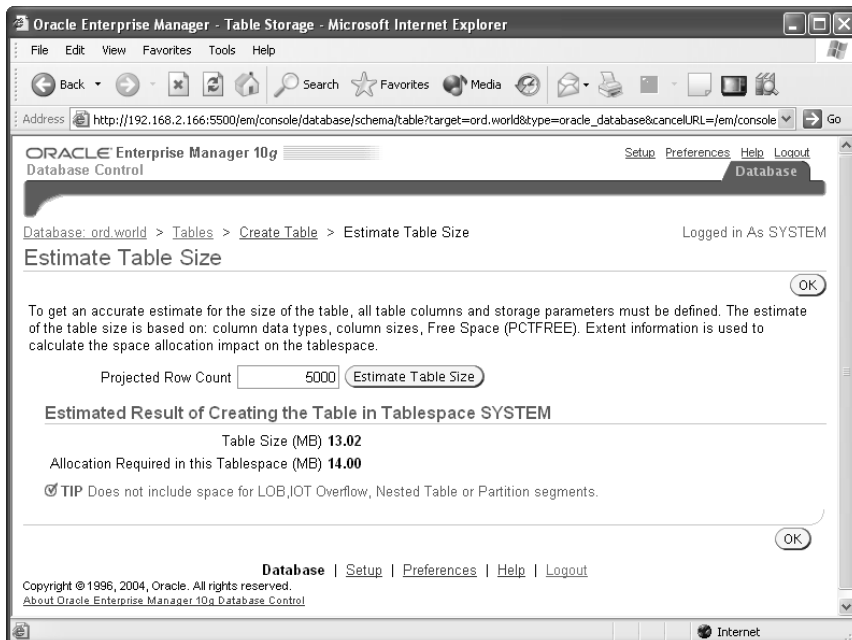 Oracle Enterprise Manager - Table Storage - Microsoft Internet Explorer
File Edit View Favorites Tools Help
Back Search Favorites Media
Address http://192.168.2.166:5500/em/console/database/schema/table?target=ord.world&type=oracle_database&cancelURL=/em/console Go
ORACLE Enterprise Manager 10g
Database Control
Setup Preferences Help Logout
Database
Database: ord.world > Tables > Create Table > Estimate Table Size Logged in As SYSTEM
Estimate Table Size
OK
To get an accurate estimate for the size of the table, all table columns and storage parameters must be defined. The estimate
of the table size is based on: column data types, column sizes, Free Space (PCTFREE). Extent information is used to
calculate the space allocation impact on the tablespace.
Projected Row Count 5000 Estimate Table Size
Estimated Result of Creating the Table in Tablespace SYSTEM
Table Size (MB) 13.02
Allocation Required in this Tablespace (MB) 14.00
TIP Does not include space for LOB,IOT Overflow, Nested Table or Partition segments.
OK
Database | Setup | Preferences | Help | Logout
Copyright © 1996, 2004, Oracle. All rights reserved.
About Oracle Enterprise Manager 10g Database Control
Internet